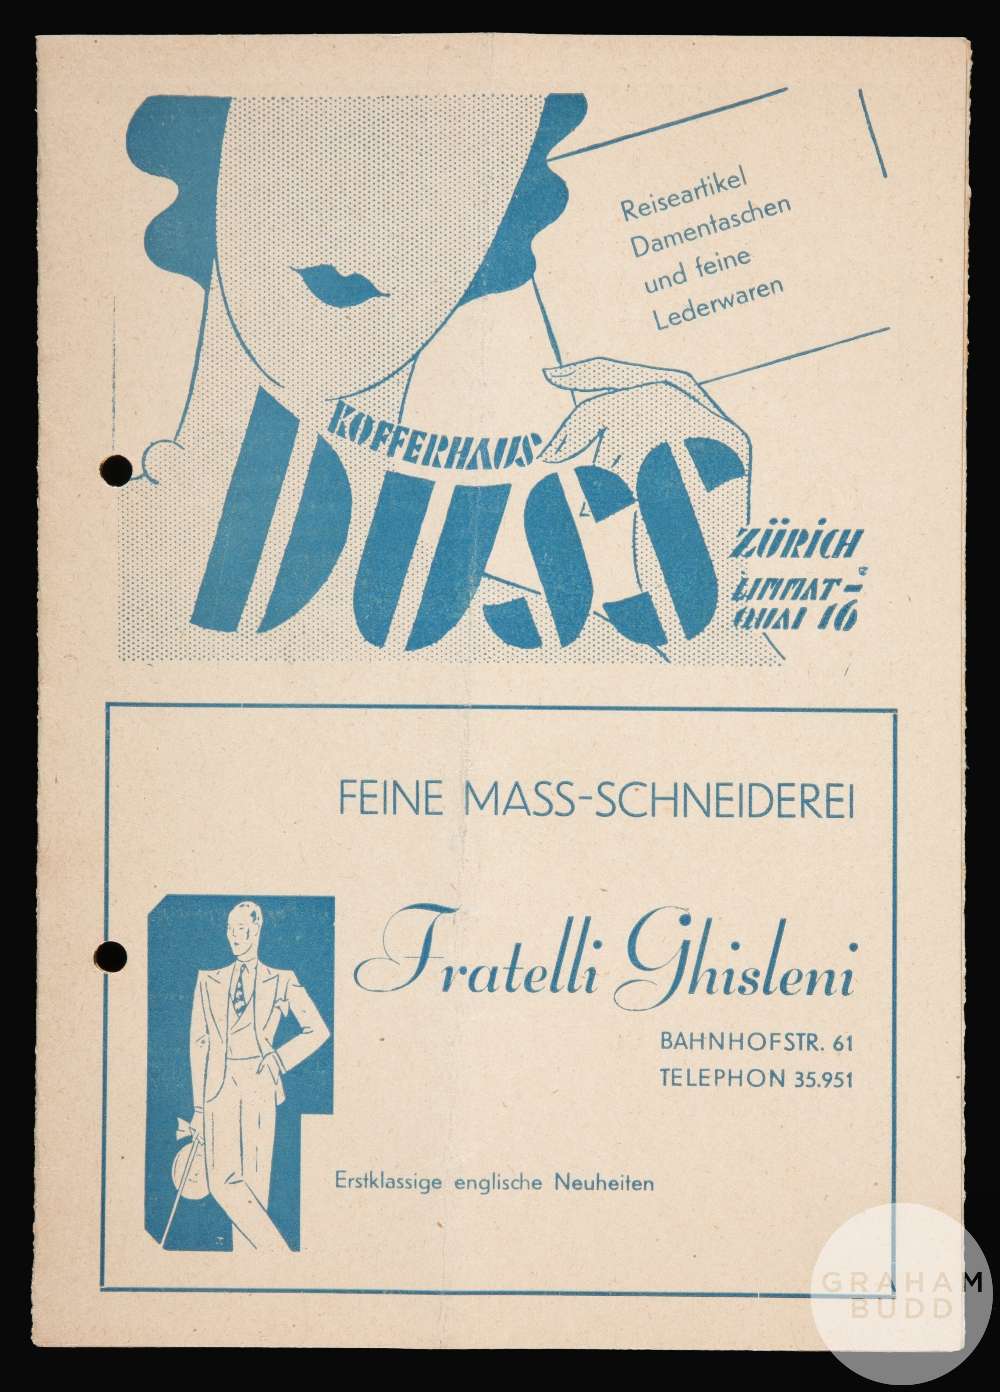 Reiseartikel
Damentaschen
und feine
Lederwaren
KOFFERHAUS
DUSS
ZÜRICH
LIMMAT-
QUAI 16
FEINE MASS-SCHNEIDEREI
Fratelli Ghisleni
BAHNHOFSTR. 61
TELEPHON 35.951
Erstklassige englische Neuheiten
GRAHAM
BUDD